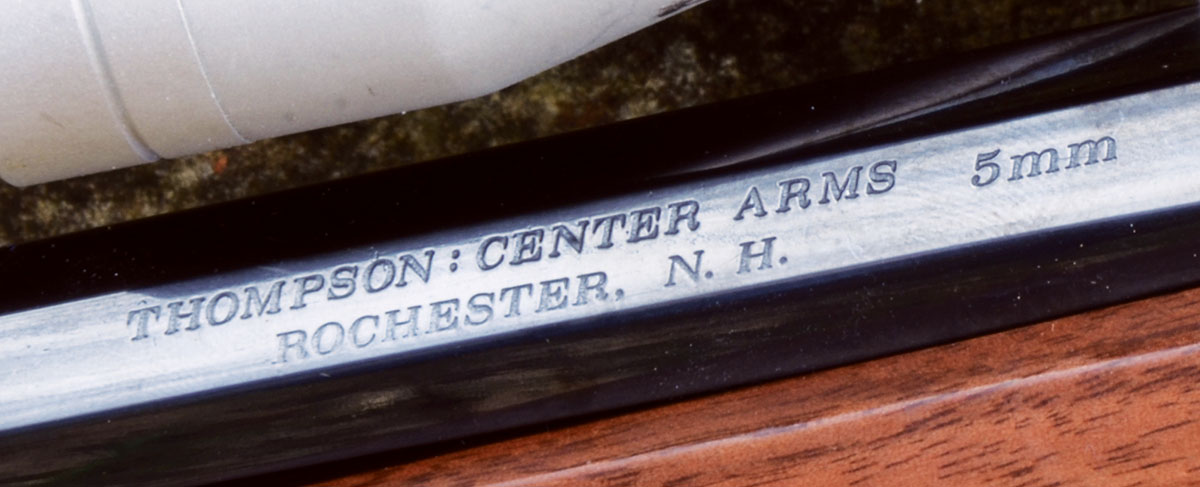 THOMPSON:CENTER ARMS 5mm
ROCHESTER, N. H.